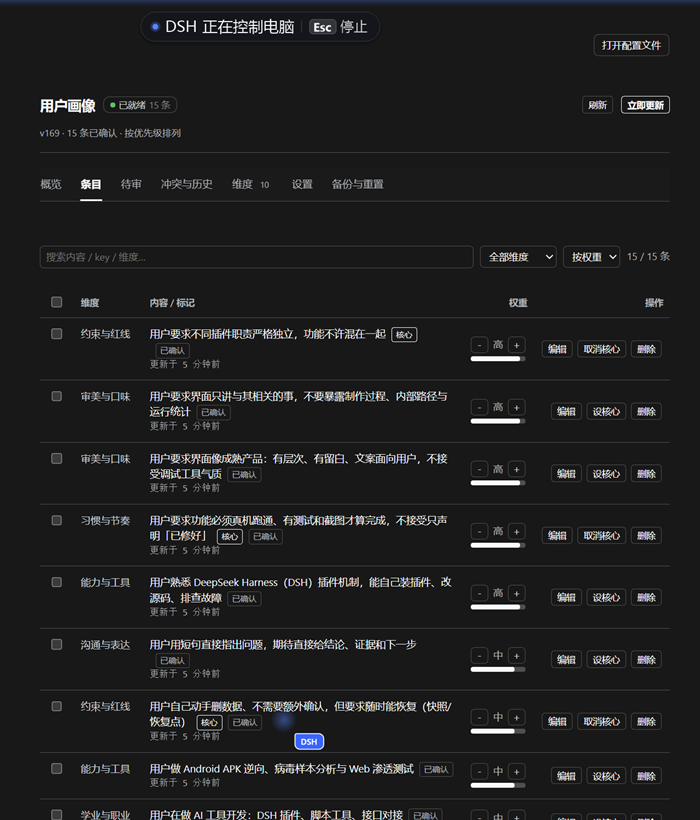 DSH 正在控制电脑 Esc 停止
打开配置文件
用户画像 已就绪 15 条 刷新 立即更新
v169 · 15 条已确认 · 按优先级排列
概览 条目 待审 冲突与历史 维度 10 设置 备份与重置
搜索内容 / key / 维度... 全部维度 按权重 15 / 15 条
维度 内容 / 标记 权重 操作
约束与红线 用户要求不同插件职责严格独立，功能不许混在一起 核心
已确认 - 高 + 编辑 取消核心 删除
更新于 5 分钟前
审美与口味 用户要求界面只讲与其相关的事，不要暴露制作过程、内部路径与
运行统计 已确认 - 高 + 编辑 设核心 删除
更新于 5 分钟前
审美与口味 用户要求界面像成熟产品：有层次、有留白、文案面向用户，不接
受调试工具气质 已确认 - 高 + 编辑 设核心 删除
更新于 5 分钟前
习惯与节奏 用户要求功能必须真机跑通、有测试和截图才算完成，不接受只声
明「已修好」 核心 已确认 - 高 + 编辑 取消核心 删除
更新于 5 分钟前
能力与工具 用户熟悉 DeepSeek Harness（DSH）插件机制，能自己装插件、改
源码、排查故障 已确认 - 高 + 编辑 设核心 删除
更新于 5 分钟前
沟通与表达 用户用短句直接指出问题，期待直接给结论、证据和下一步
已确认 - 中 + 编辑 设核心 删除
更新于 5 分钟前
约束与红线 用户自己动手删数据、不需要额外确认，但要求随时能恢复（快照/
恢复点） 核心 已确认 - 中 + 编辑 取消核心 删除
更新于 5 分钟前
DSH
能力与工具 用户做 Android APK 逆向、病毒样本分析与 Web 渗透测试 已确认
更新于 5 分钟前 - 中 + 编辑 设核心 删除
学业与职业 用户在做 AI 工具开发：DSH 插件、脚本工具、接口对接 已确认
- 中 + 编辑 设核心 删除